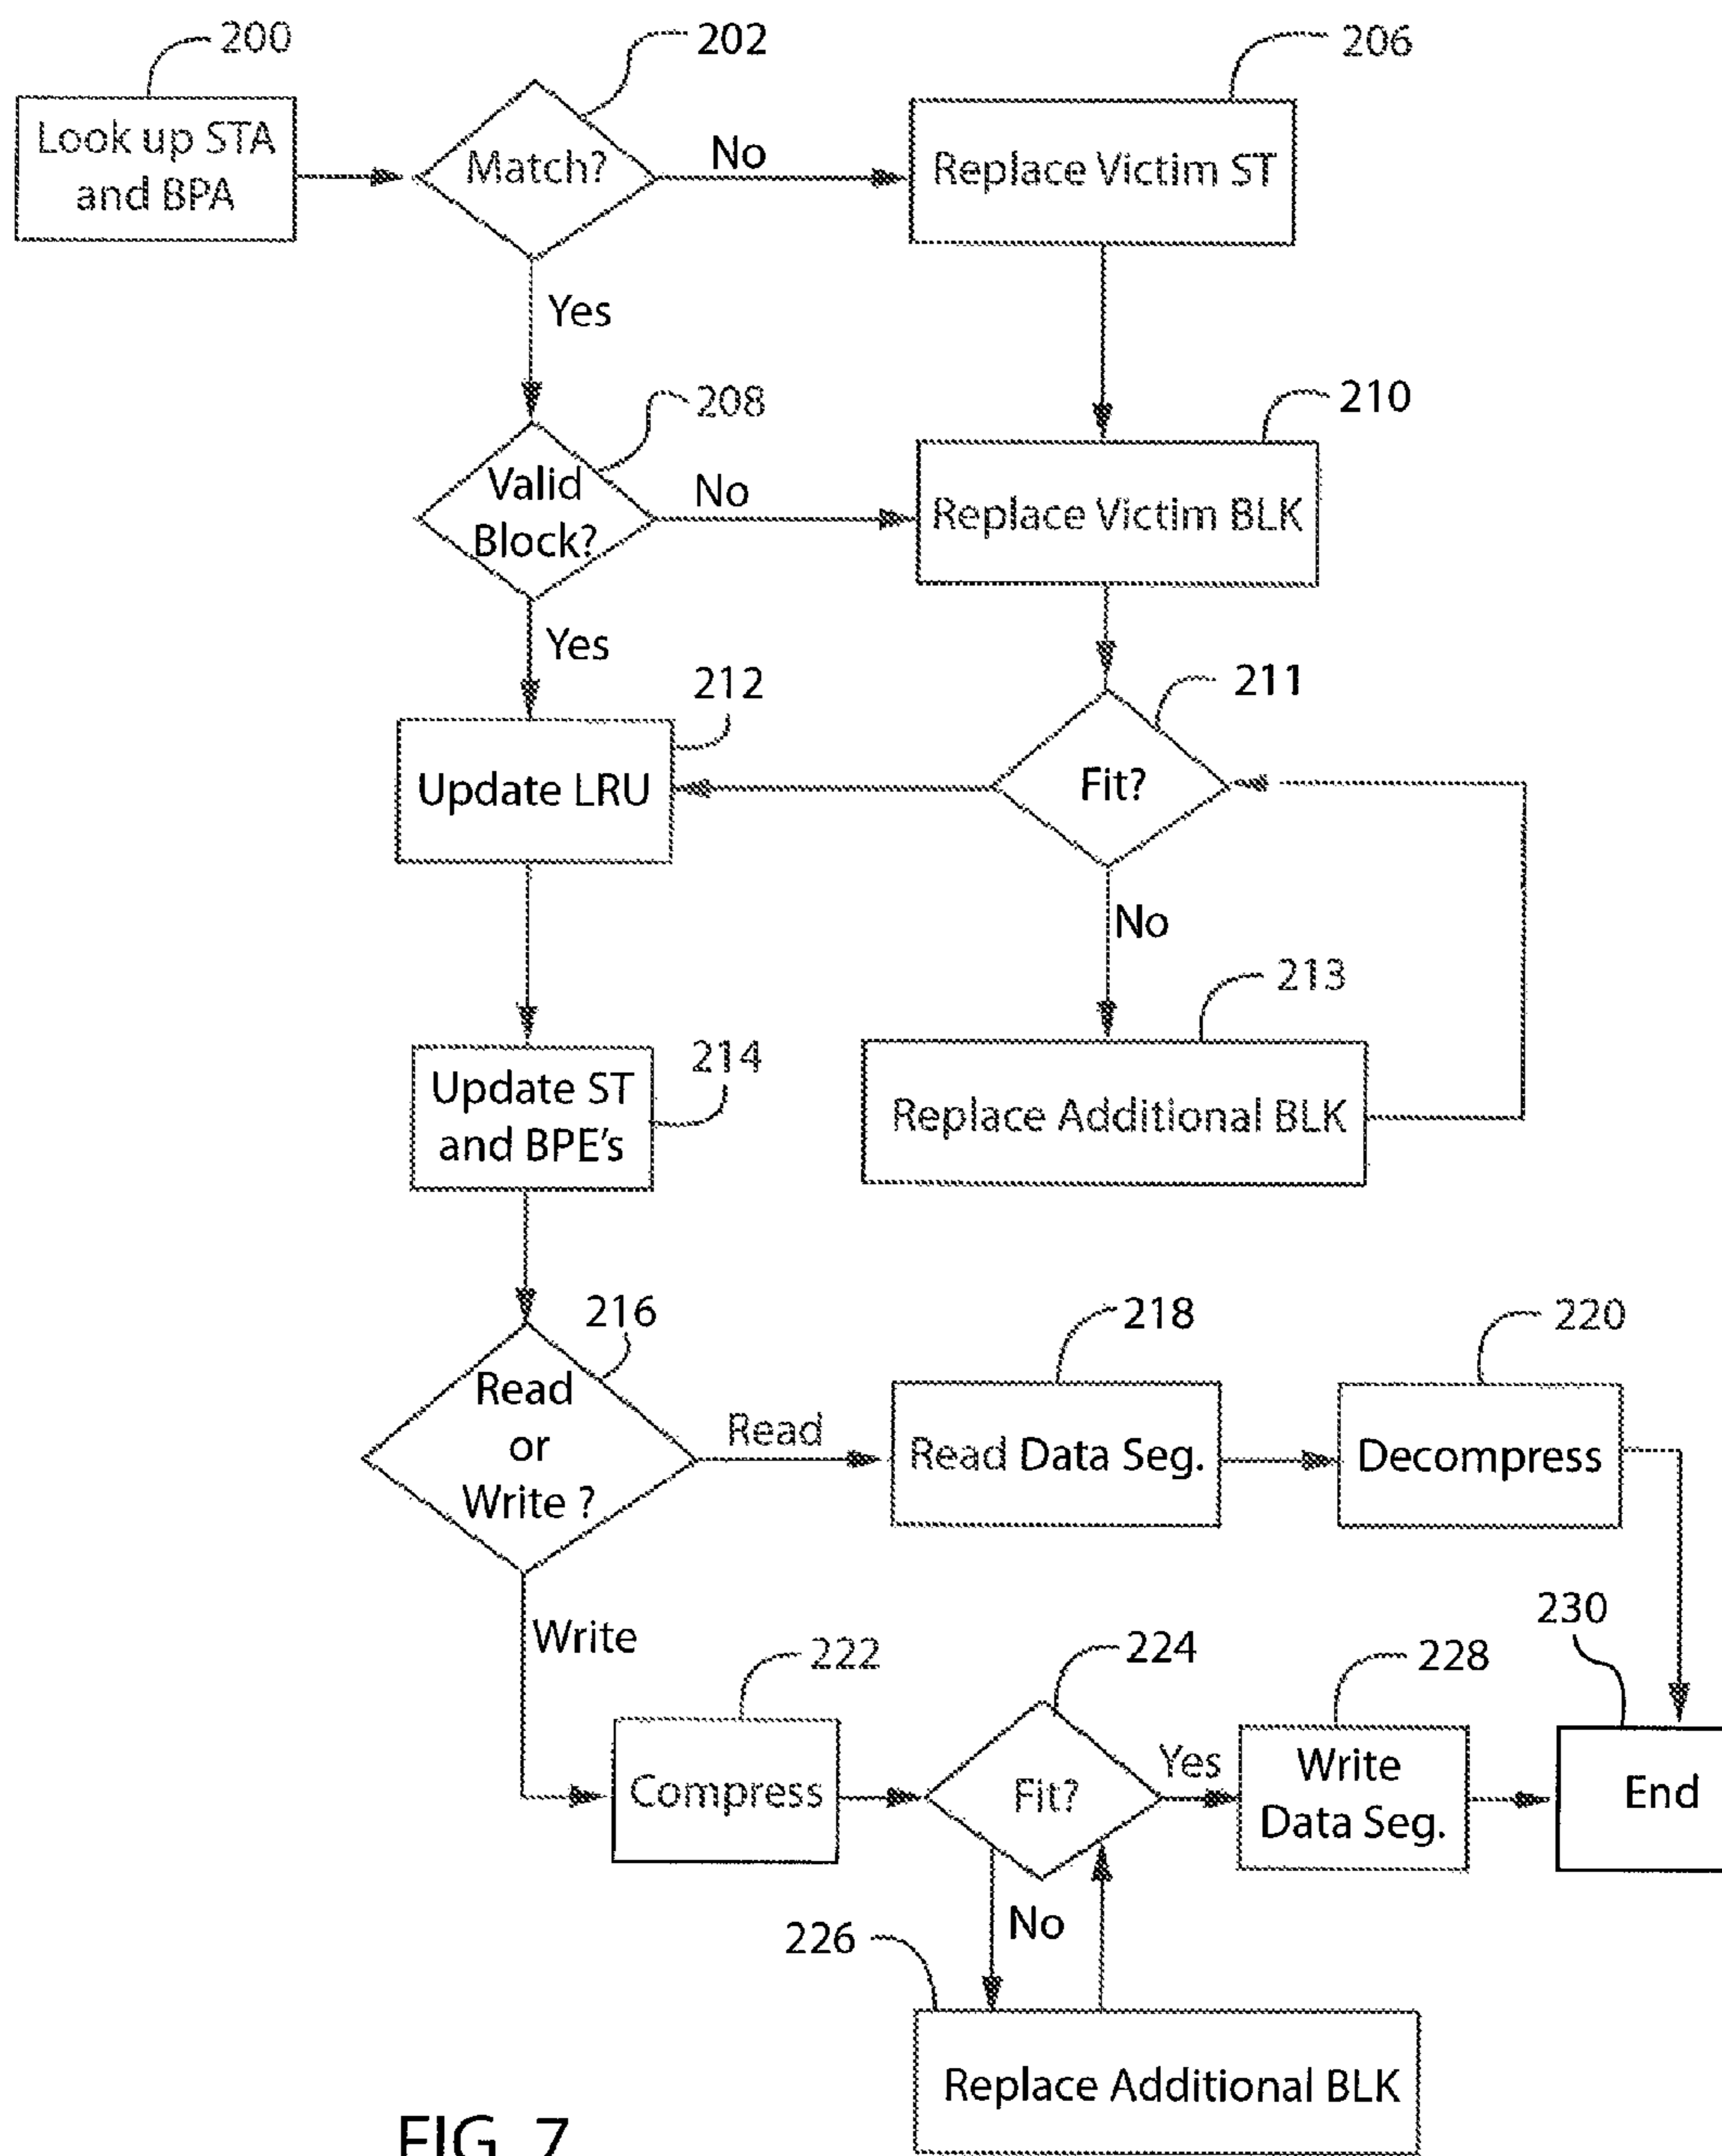 200
202
206
Look up STA
and BPA
Match?
No
Replace Victim ST
Yes
208
210
Valid
Block?
No
Replace Victim BLK
Yes
212
211
Update LRU
Fit?
No
213
214
Update ST
and BPE's
Replace Additional BLK
216
218
220
Read
or
Write ?
Read
Read Data Seg.
Decompress
230
Write
222
224
228
Compress
Fit?
Yes
Write
Data Seg.
End
No
226
Replace Additional BLK
FIG. 7